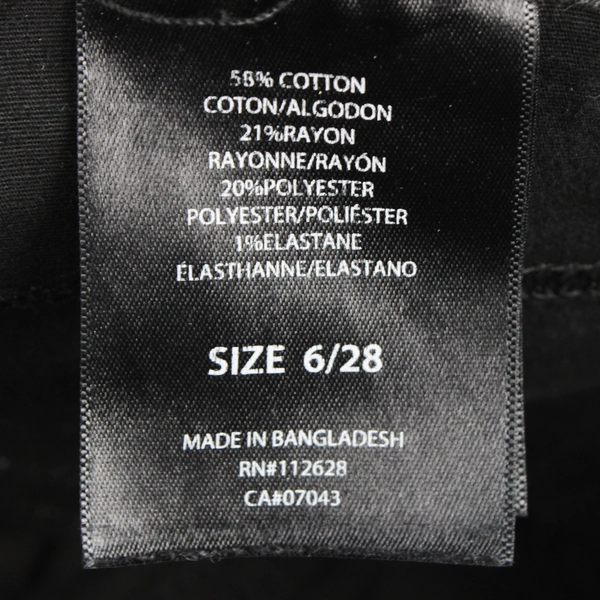 58% COTTON
COTON/ALGODON
21%RAYON
RAYONNE/RAYÓN
20%POLYESTER
POLYESTER/POLIÉSTER
1%ELASTANE
ÉLASTHANNE/ELASTANO
SIZE 6/28
MADE IN BANGLADESH
RN#112628
CA#07043